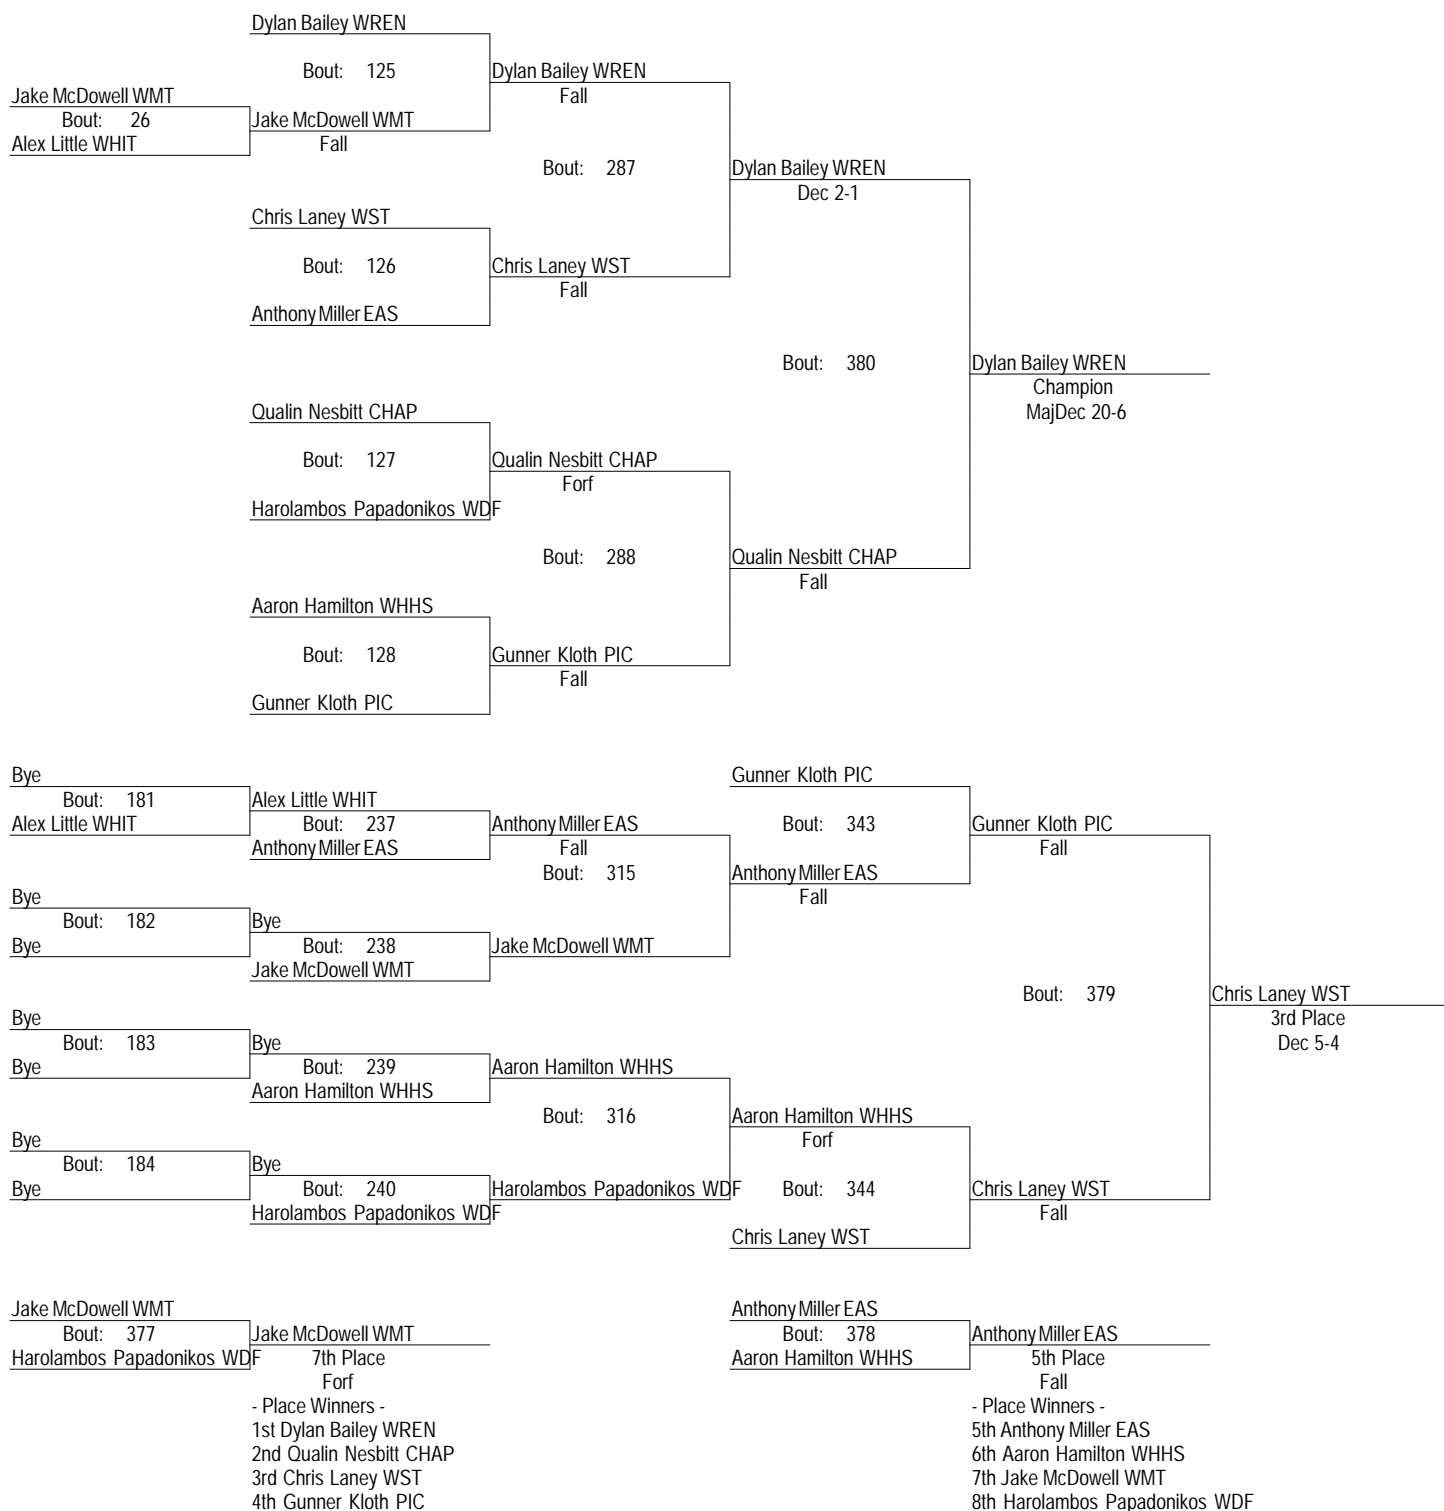 Dylan Bailey WREN
Bout: 125
Dylan Bailey WREN
Fall
Jake McDowell WMT
Bout: 26
Alex Little WHIT
Jake McDowell WMT
Fall
Bout: 287
Dylan Bailey WREN
Dec 2-1
Chris Laney WST
Bout: 126
Chris Laney WST
Fall
Anthony Miller EAS
Bout: 380
Dylan Bailey WREN
Champion
MajDec 20-6
Qualin Nesbitt CHAP
Bout: 127
Qualin Nesbitt CHAP
Forf
Harolambos Papadonikos WDF
Bout: 288
Qualin Nesbitt CHAP
Fall
Aaron Hamilton WHHS
Bout: 128
Gunner Kloth PIC
Fall
Gunner Kloth PIC
Bye
Bout: 181
Alex Little WHIT
Alex Little WHIT
Bout: 237
Anthony Miller EAS
Anthony Miller EAS
Fall
Bout: 315
Gunner Kloth PIC
Bout: 343
Anthony Miller EAS
Fall
Gunner Kloth PIC
Fall
Bye
Bout: 182
Bye
Bye
Bout: 238
Jake McDowell WMT
Jake McDowell WMT
Bout: 379
Chris Laney WST
3rd Place
Dec 5-4
Bye
Bout: 183
Bye
Bye
Bout: 239
Aaron Hamilton WHHS
Aaron Hamilton WHHS
Bout: 316
Aaron Hamilton WHHS
Forf
Bye
Bout: 184
Bye
Bye
Bout: 240
Harolambos Papadonikos WDF
Harolambos Papadonikos WDF
Bout: 344
Chris Laney WST
Chris Laney WST
Fall
Jake McDowell WMT
Bout: 377
Harolambos Papadonikos WDF
Jake McDowell WMT
7th Place
Forf
- Place Winners -
1st Dylan Bailey WREN
2nd Qualin Nesbitt CHAP
3rd Chris Laney WST
4th Gunner Kloth PIC
Anthony Miller EAS
Bout: 378
Aaron Hamilton WHHS
Anthony Miller EAS
5th Place
Fall
- Place Winners -
5th Anthony Miller EAS
6th Aaron Hamilton WHHS
7th Jake McDowell WMT
8th Harolambos Papadonikos WDF